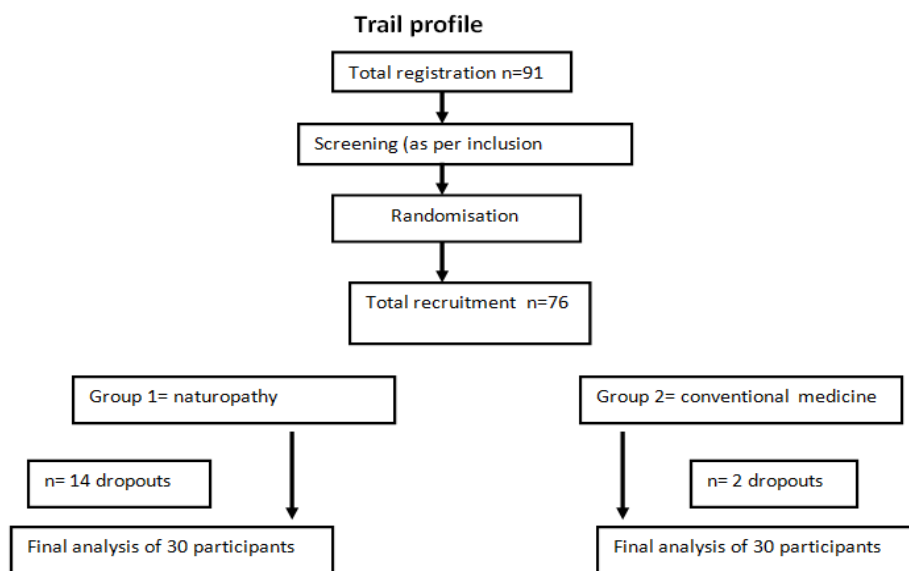 Trail profile
Total registration n=91
Screening (as per inclusion
Randomisation
Total recruitment n=76
Group 1= naturopathy
Group 2= conventional medicine
n= 14 dropouts
n= 2 dropouts
Final analysis of 30 participants
Final analysis of 30 participants